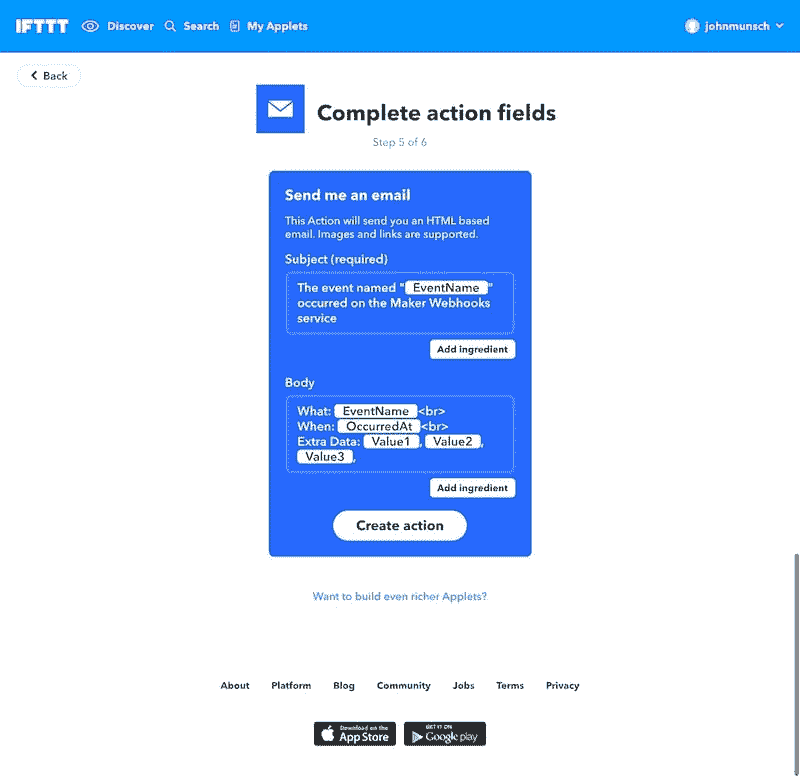 IFTTT Discover Search My Applets johnmunsch
Back
Complete action fields
Step 5 of 6
Send me an email
This Action will send you an HTML based
email. Images and links are supported.
Subject (required)
The event named "EventName"
occurred on the Maker Webhooks
service
Add ingredient
Body
What: EventName<br>
When: OccurredAt<br>
Extra Data: Value1, Value2,
Value3,
Add ingredient
Create action
Want to build even richer Applets?
About Platform Blog Community Jobs Terms Privacy
Download on the
App Store
GET IT ON
Google play